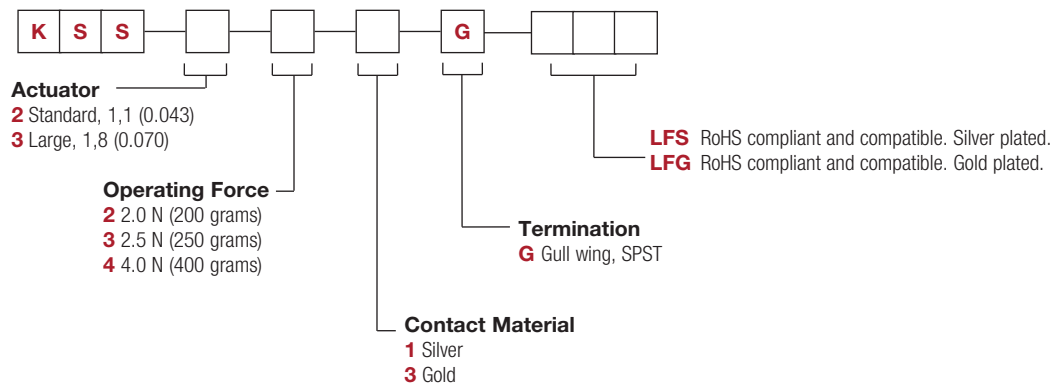 K S S G
Actuator
2 Standard, 1,1 (0.043)
3 Large, 1,8 (0.070)
LFS RoHS compliant and compatible. Silver plated.
LFG RoHS compliant and compatible. Gold plated.
Operating Force
2 2.0 N (200 grams)
3 2.5 N (250 grams)
4 4.0 N (400 grams)
Termination
G Gull wing, SPST
Contact Material
1 Silver
3 Gold